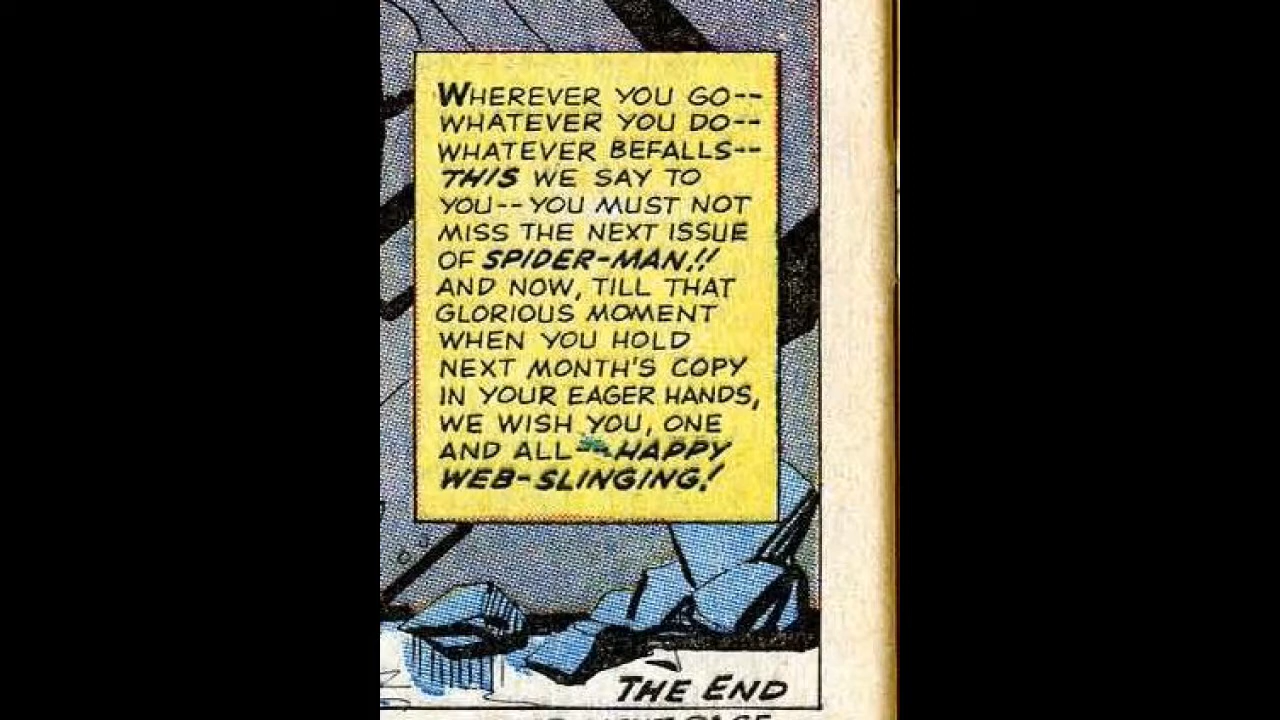 WHEREVER YOU GO--
WHATEVER YOU DO--
WHATEVER BEFALLS--
THIS WE SAY TO
YOU--YOU MUST NOT
MISS THE NEXT ISSUE
OF SPIDER-MAN!!
AND NOW, TILL THAT
GLORIOUS MOMENT
WHEN YOU HOLD
NEXT MONTH'S COPY
IN YOUR EAGER HANDS,
WE WISH YOU, ONE
AND ALL--HAPPY
WEB-SLINGING!
THE END